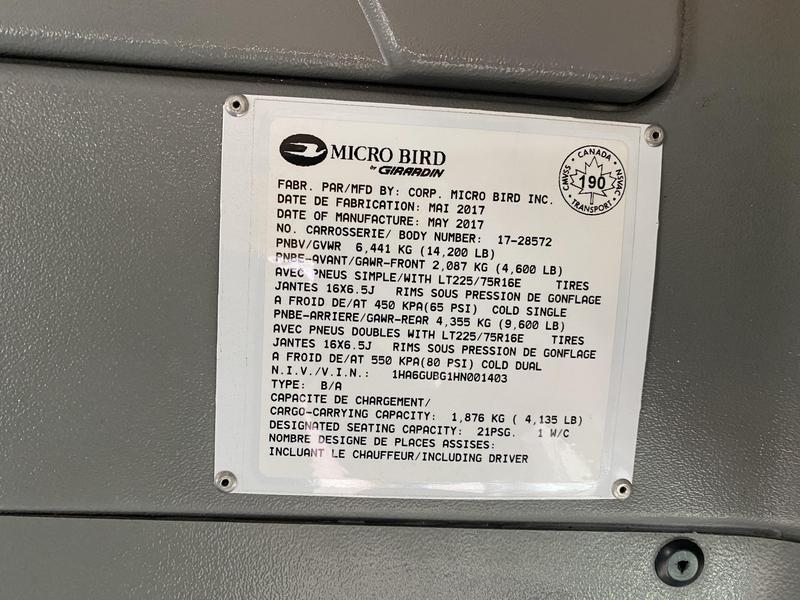 MICRO BIRD
by GIRARDIN
CANADA
CMVSS
190
NSVAC
TRANSPORT
FABR. PAR/MFD BY: CORP. MICRO BIRD INC.
DATE DE FABRICATION: MAI 2017
DATE OF MANUFACTURE: MAY 2017
NO. CARROSSERIE/ BODY NUMBER: 17-28572
PNBV/GVWR 6,441 KG (14,200 LB)
PNBE-AVANT/GAWR-FRONT 2,087 KG (4,600 LB)
AVEC PNEUS SIMPLE/WITH LT225/75R16E TIRES
JANTES 16X6.5J RIMS SOUS PRESSION DE GONFLAGE
A FROID DE/AT 450 KPA(65 PSI) COLD SINGLE
PNBE-ARRIERE/GAWR-REAR 4,355 KG (9,600 LB)
AVEC PNEUS DOUBLES WITH LT225/75R16E TIRES
JANTES 16X6.5J RIMS SOUS PRESSION DE GONFLAGE
A FROID DE/AT 550 KPA(80 PSI) COLD DUAL
N.I.V./V.I.N.: 1HA6GUBG1HN001403
TYPE: B/A
CAPACITE DE CHARGEMENT/
CARGO-CARRYING CAPACITY: 1,876 KG ( 4,135 LB)
DESIGNATED SEATING CAPACITY: 21PSG. 1 W/C
NOMBRE DESIGNE DE PLACES ASSISES:
INCLUANT LE CHAUFFEUR/INCLUDING DRIVER